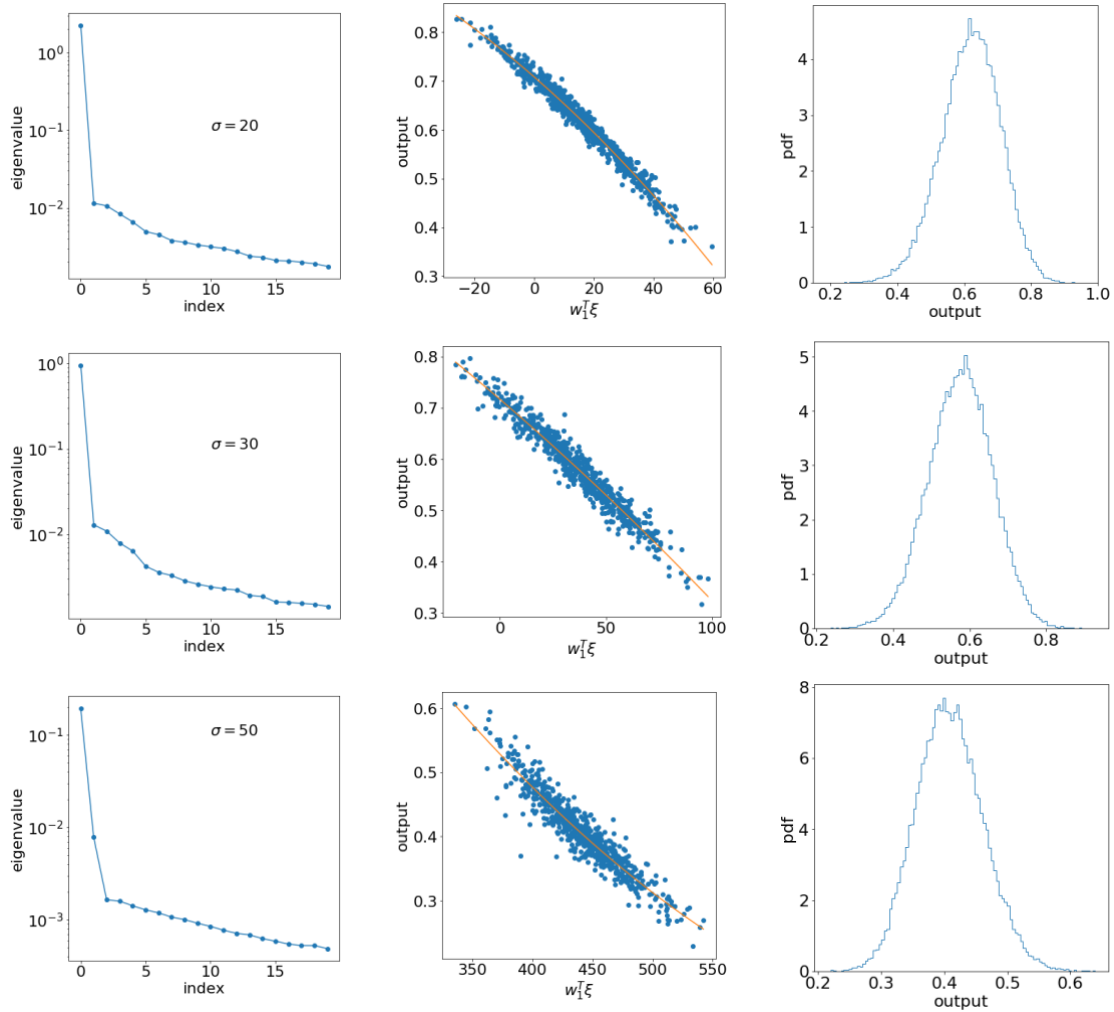 10⁰
10⁻¹
10⁻²
eigenvalue
σ = 20
0 5 10 15
index
0.8
0.7
0.6
0.5
0.4
0.3
output
−20 0 20 40 60
w₁ᵀξ
4
3
2
1
0
pdf
0.2 0.4 0.6 0.8 1.0
output
10⁰
10⁻¹
10⁻²
eigenvalue
σ = 30
0 5 10 15
index
0.8
0.7
0.6
0.5
0.4
0.3
output
0 50 100
w₁ᵀξ
5
4
3
2
1
0
pdf
0.2 0.4 0.6 0.8
output
10⁻¹
10⁻²
10⁻³
eigenvalue
σ = 50
0 5 10 15
index
0.6
0.5
0.4
0.3
output
350 400 450 500 550
w₁ᵀξ
8
6
4
2
0
pdf
0.2 0.3 0.4 0.5 0.6
output